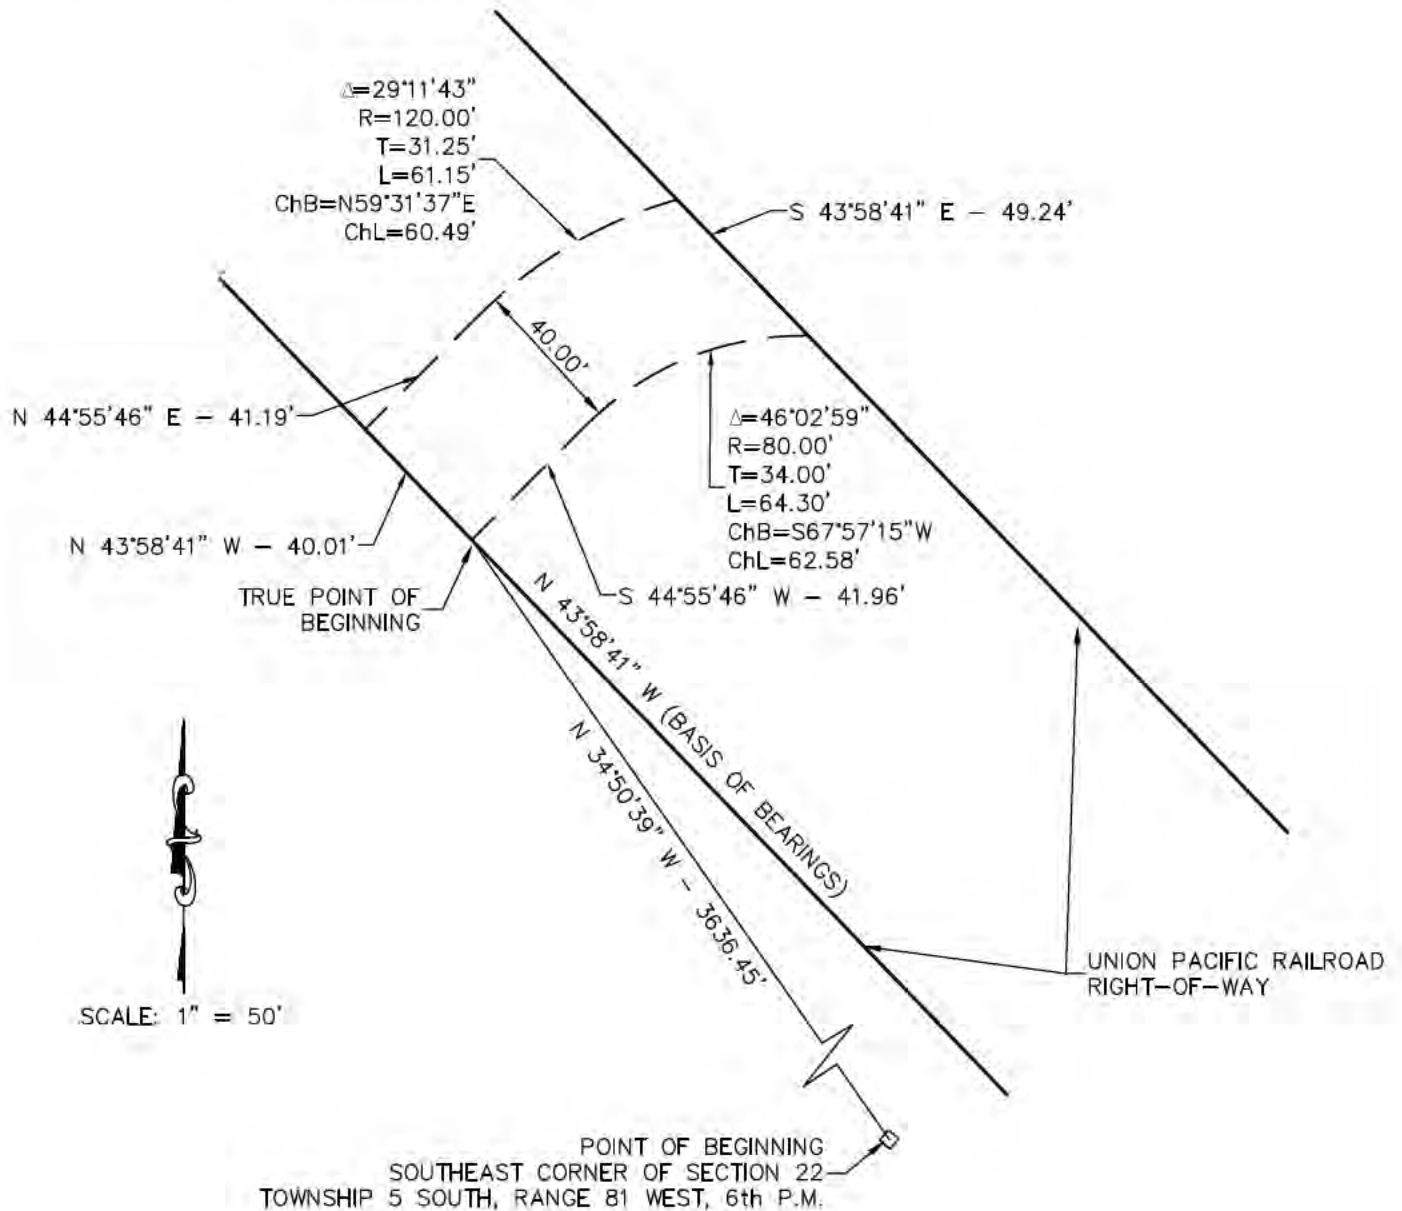 Δ=29°11'43"
R=120.00'
T=31.25'
L=61.15'
ChB=N59°31'37"E
ChL=60.49'
S 43°58'41" E - 49.24'
40.00'
N 44°55'46" E - 41.19'
Δ=46°02'59"
R=80.00'
T=34.00'
L=64.30'
ChB=S67°57'15"W
ChL=62.58'
N 43°58'41" W - 40.01'
S 44°55'46" W - 41.96'
TRUE POINT OF
BEGINNING
N 43°58'41" W (BASIS OF BEARINGS)
N 34°50'39" W - 3636.45'
UNION PACIFIC RAILROAD
RIGHT-OF-WAY
SCALE: 1" = 50'
POINT OF BEGINNING
SOUTHEAST CORNER OF SECTION 22
TOWNSHIP 5 SOUTH, RANGE 81 WEST, 6th P.M.